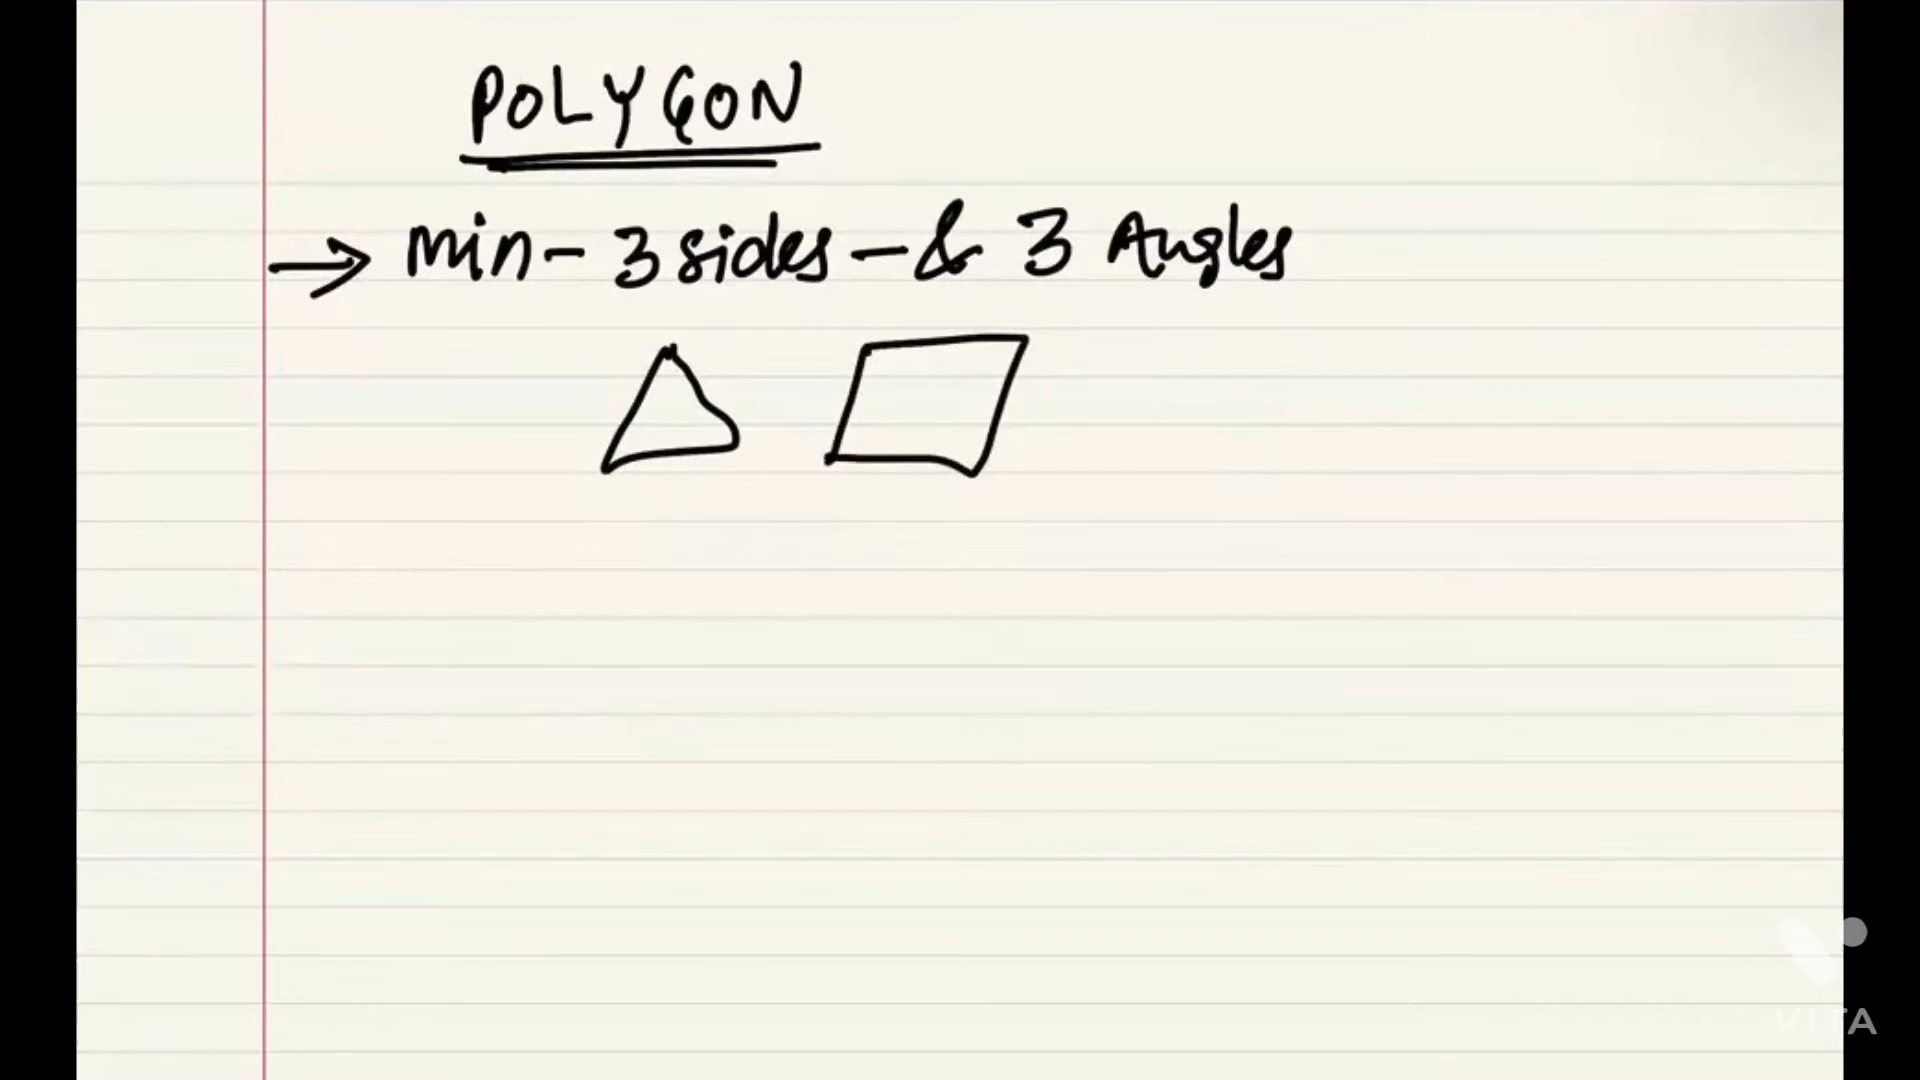 POLYGON
→ min - 3 sides - & 3 Angles
VITA